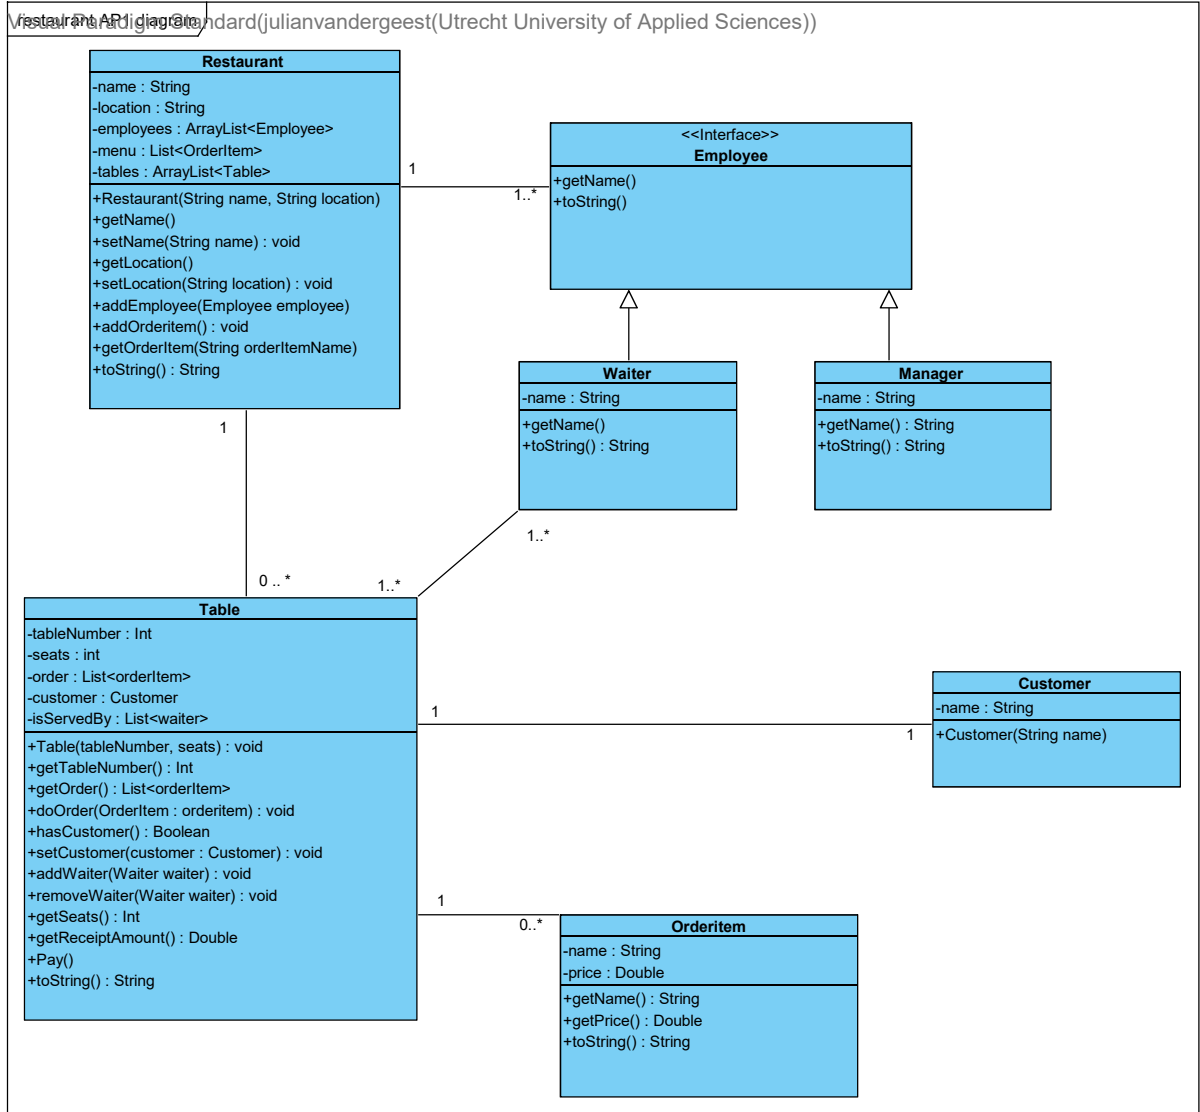 restaurant AP1 diagram
Visual Paradigm Standard(julianvandergeest(Utrecht University of Applied Sciences))
Restaurant
-name : String
-location : String
-employees : ArrayList<Employee>
-menu : List<OrderItem>
-tables : ArrayList<Table>
+Restaurant(String name, String location)
+getName()
+setName(String name) : void
+getLocation()
+setLocation(String location) : void
+addEmployee(Employee employee)
+addOrderitem() : void
+getOrderItem(String orderItemName)
+toString() : String
1
1..*
<<Interface>>
Employee
+getName()
+toString()
Waiter
-name : String
+getName()
+toString() : String
Manager
-name : String
+getName() : String
+toString() : String
1
0 .. *
1..*
1..*
Table
-tableNumber : Int
-seats : int
-order : List<orderItem>
-customer : Customer
-isServedBy : List<waiter>
+Table(tableNumber, seats) : void
+getTableNumber() : Int
+getOrder() : List<orderItem>
+doOrder(OrderItem : orderitem) : void
+hasCustomer() : Boolean
+setCustomer(customer : Customer) : void
+addWaiter(Waiter waiter) : void
+removeWaiter(Waiter waiter) : void
+getSeats() : Int
+getReceiptAmount() : Double
+Pay()
+toString() : String
1
1
Customer
-name : String
+Customer(String name)
1
0..*
Orderitem
-name : String
-price : Double
+getName() : String
+getPrice() : Double
+toString() : String